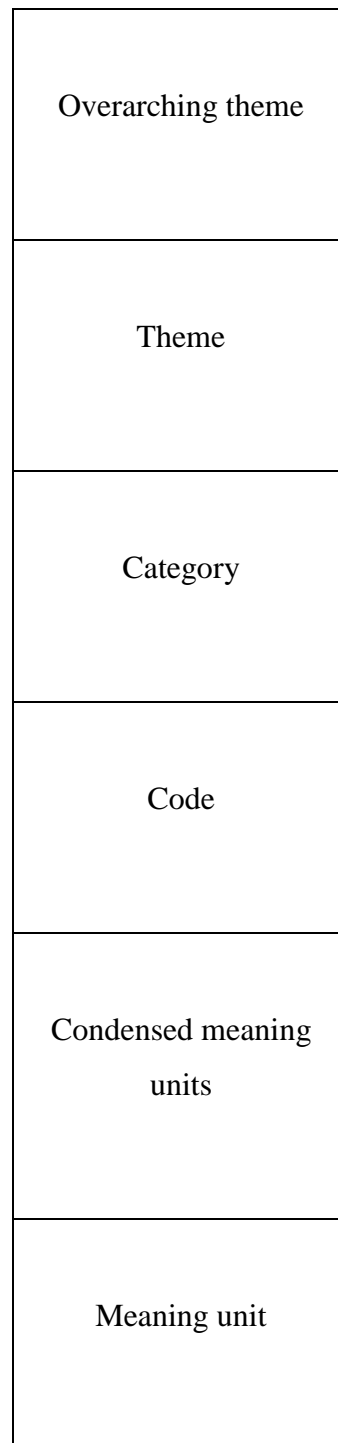 Overarching theme
Theme
Category
Code
Condensed meaning
units
Meaning unit